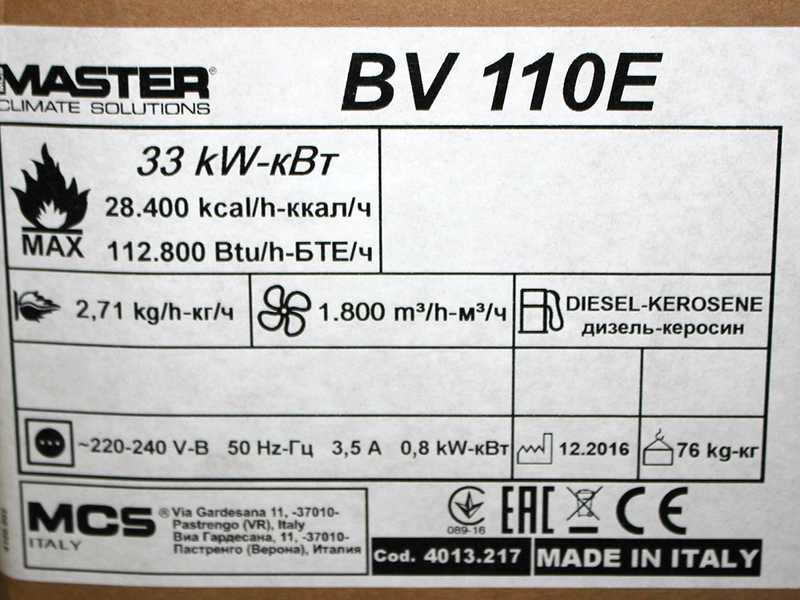 MASTER®
CLIMATE SOLUTIONS
BV 110E
33 kW-кВт
28.400 kcal/h-ккал/ч
MAX
112.800 Btu/h-БТЕ/ч
2,71 kg/h-кг/ч
1.800 m³/h-м³/ч
DIESEL-KEROSENE
дизель-керосин
~220-240 V-В 50 Hz-Гц 3,5 A 0,8 kW-кВт
12.2016
76 kg-кг
MCS®
ITALY
Via Gardesana 11, -37010-
Pastrengo (VR), Italy
Виа Гардесана, 11, -37010-
Пастренго (Верона), Италия
089-16
EAC
CE
Cod. 4013.217
MADE IN ITALY